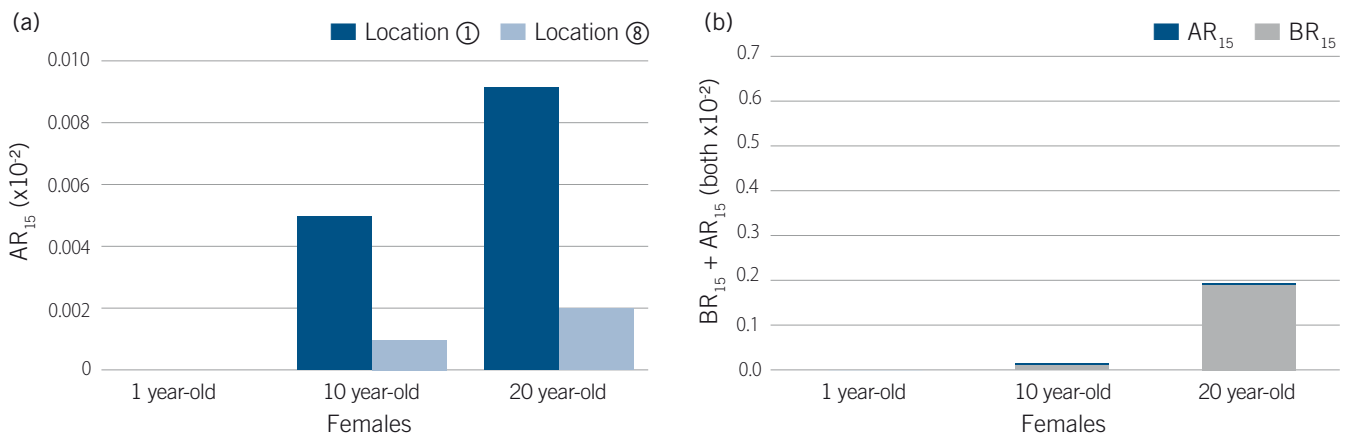 (a)
Location ① Location ⑧
AR15 (x10-2)
0.010
0.008
0.006
0.004
0.002
0
1 year-old 10 year-old 20 year-old
Females
(b)
AR15 BR15
BR15 + AR15 (both x10-2)
0.7
0.6
0.5
0.4
0.3
0.2
0.1
0.0
1 year-old 10 year-old 20 year-old
Females